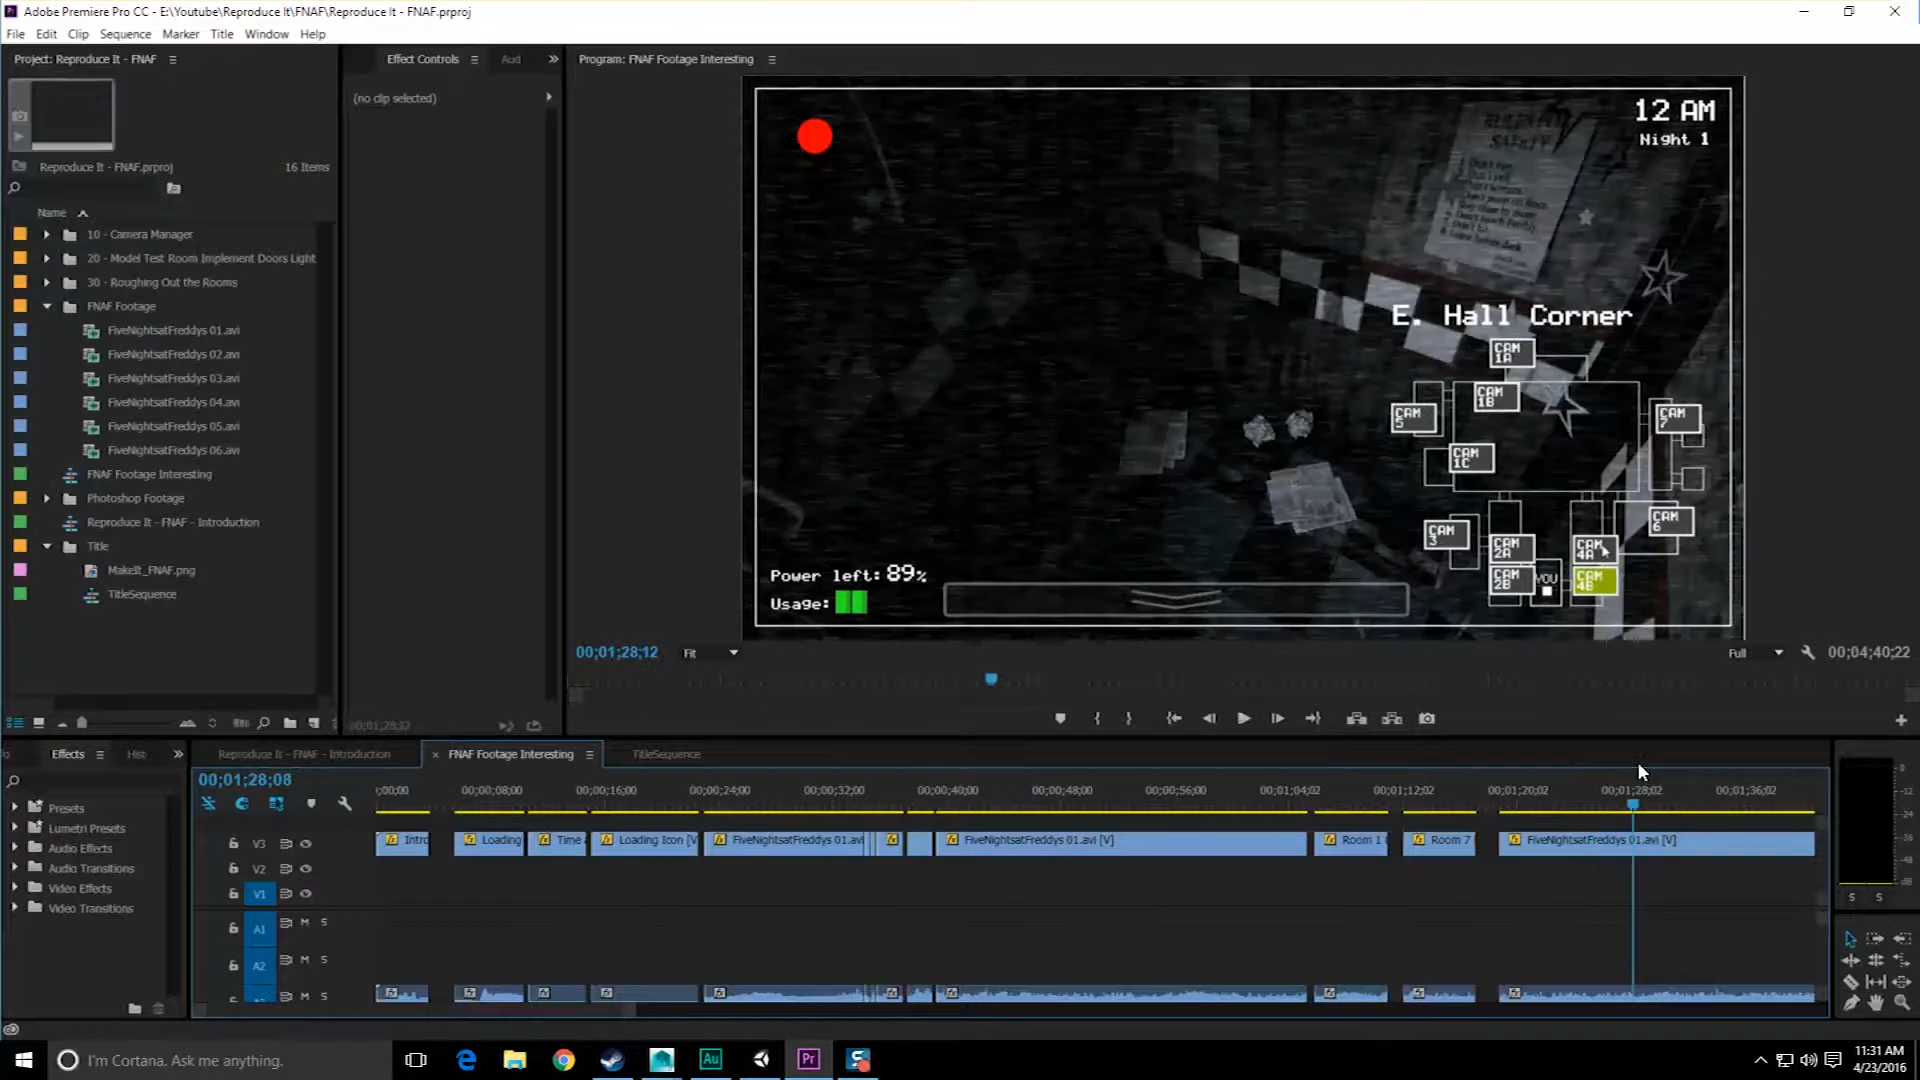 Adobe Premiere Pro CC - E:\Youtube\Reproduce It\FNAF\Reproduce It - FNAF.prproj
File Edit Clip Sequence Marker Title Window Help
Project: Reproduce It - FNAF
Effect Controls
Aud
Program: FNAF Footage Interesting
(no clip selected)
Reproduce It - FNAF.prproj
16 Items
Name
10 - Camera Manager
20 - Model Test Room Implement Doors Light
30 - Roughing Out the Rooms
FNAF Footage
FiveNightsatFreddys 01.avi
FiveNightsatFreddys 02.avi
FiveNightsatFreddys 03.avi
FiveNightsatFreddys 04.avi
FiveNightsatFreddys 05.avi
FiveNightsatFreddys 06.avi
FNAF Footage Interesting
Photoshop Footage
Reproduce It - FNAF - Introduction
Title
MakeIt_FNAF.png
TitleSequence
12 AM
Night 1
E. Hall Corner
CAM 1A
CAM 1B
CAM 5
CAM 7
CAM 1C
CAM 3
CAM 6
CAM 2A
CAM 4A
CAM 2B
YOU
CAM 4B
Power left: 89%
Usage:
00;01;28;12
Fit
Full
00;04;40;22
Effects
Hist
Reproduce It - FNAF - Introduction
FNAF Footage Interesting
TitleSequence
00;01;28;08
;00;00 00;00;08;00 00;00;16;00 00;00;24;00 00;00;32;00 00;00;40;00 00;00;48;00 00;00;56;00 00;01;04;02 00;01;12;02 00;01;20;02 00;01;28;02 00;01;36;02
Presets
Lumetri Presets
Audio Effects
Audio Transitions
Video Effects
Video Transitions
V3
Intro
Loading
Time
Loading Icon [V]
FiveNightsatFreddys 01.avi
FiveNightsatFreddys 01.avi [V]
Room 1
Room 7
FiveNightsatFreddys 01.avi [V]
V2
V1
A1 M S
A2 M S
M S
0
-12
-24
-36
-48
dB
S S
I'm Cortana. Ask me anything.
Au
Pr
11:31 AM
4/23/2016